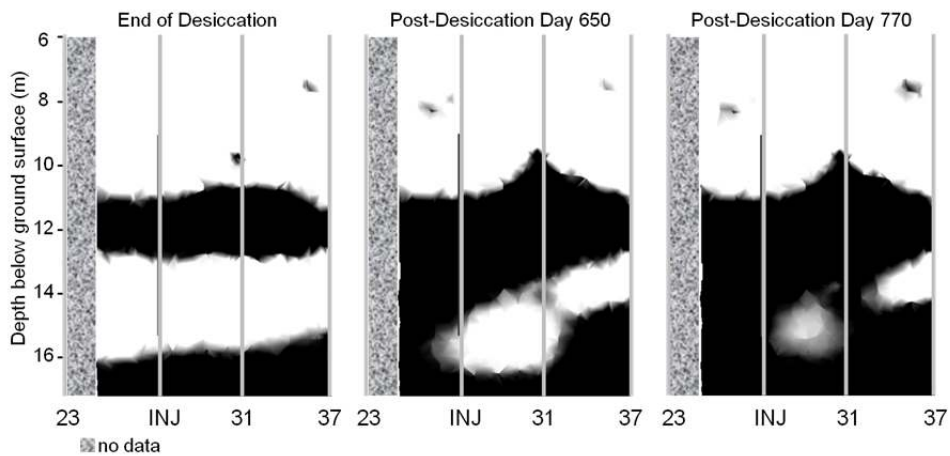 End of Desiccation
Post-Desiccation Day 650
Post-Desiccation Day 770
Depth below ground surface (m)
6
8
10
12
14
16
23 INJ 31 37
23 INJ 31 37
23 INJ 31 37
no data